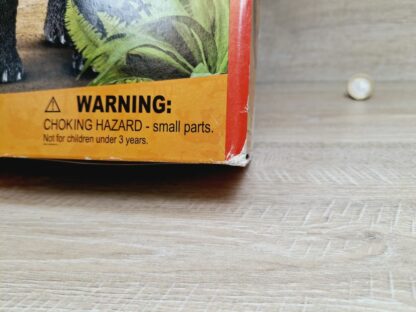 ⚠ WARNING:
CHOKING HAZARD - small parts.
Not for children under 3 years.